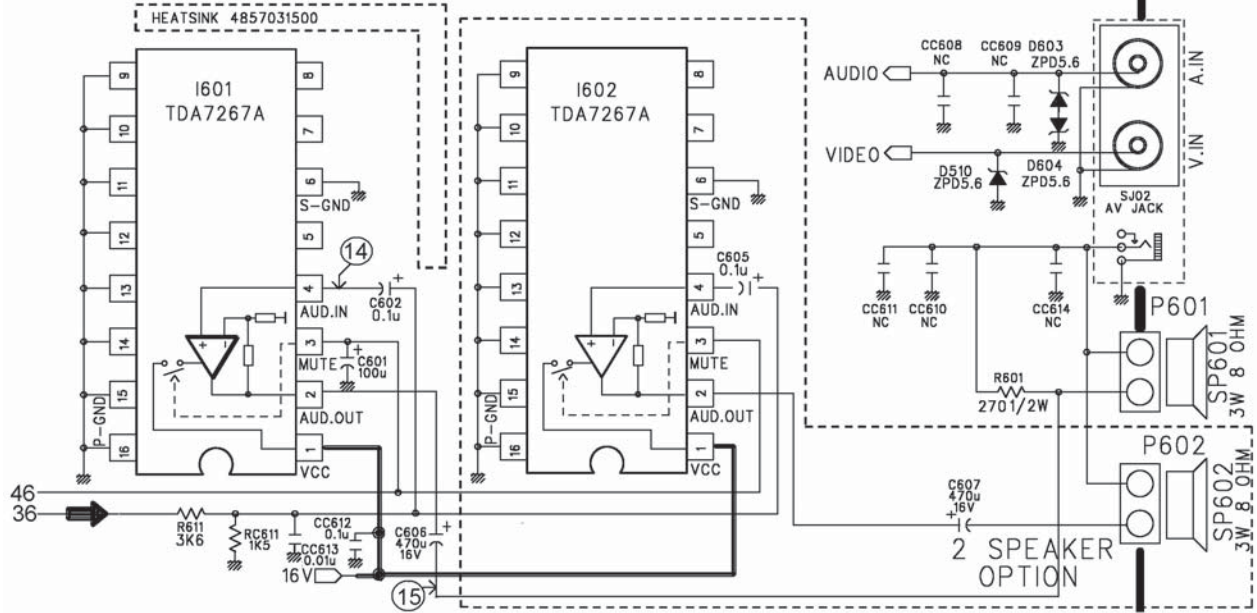 HEATSINK 4857031500
9
8
I601
TDA7267A
10
7
11
6
S-GND
12
5
14
13
4
AUD.IN
C602
0.1u
+
14
3
MUTE
C601
100u
15
2
AUD.OUT
P-GND
16
1
VCC
9
8
I602
TDA7267A
10
7
11
6
S-GND
12
5
C605
0.1u
13
4
AUD.IN
14
3
MUTE
15
2
AUD.OUT
P-GND
16
1
VCC
46
36
R611
3K6
RC611
1K5
CC613
0.01u
CC612
0.1u
C606
470u
16V
16V
15
CC608
NC
CC609
NC
D603
ZPD5.6
AUDIO
A.IN
VIDEO
V.IN
D510
ZPD5.6
D604
ZPD5.6
SJ02
AV JACK
CC611
NC
CC610
NC
CC614
NC
P601
R601
270 1/2W
SP601
3W 8 OHM
P602
SP602
3W 8 OHM
C607
470u
16V
2 SPEAKER
OPTION